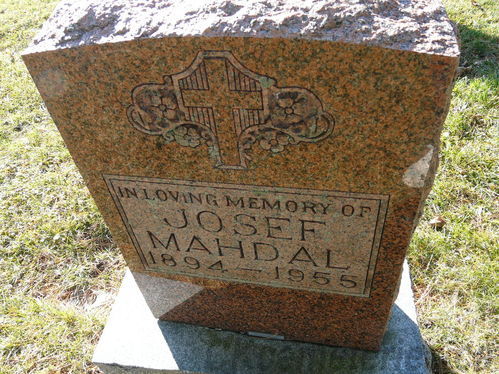 IN LOVING MEMORY OF
JOSEF
MAHDAL
1894-1955